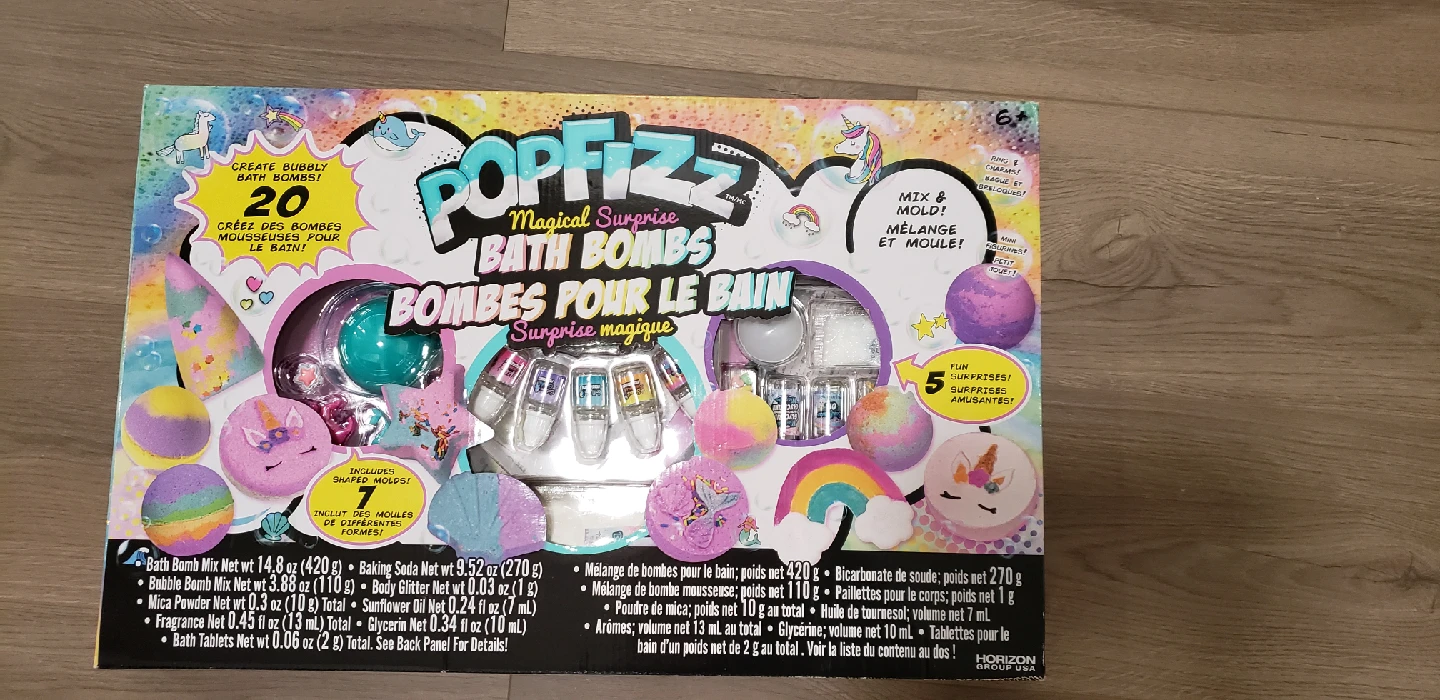 6+
CREATE BUBBLY
BATH BOMBS!
20
CRÉEZ DES BOMBES
MOUSSEUSES POUR
LE BAIN!
POPFIZZ
TM/MC
Magical Surprise
BATH BOMBS
BOMBES POUR LE BAIN
Surprise magique
RING &
CHARMS!
BAGUE ET
BRELOQUES!
MIX &
MOLD!
MÉLANGE
ET MOULE!
MINI
FIGURINES!
PETIT
JOUET!
5
FUN
SURPRISES!
SURPRISES
AMUSANTES!
INCLUDES
SHAPED MOLDS!
7
INCLUT DES MOULES
DE DIFFÉRENTES
FORMES!
Bath Bomb Mix Net wt 14.8 oz (420 g) • Baking Soda Net wt 9.52 oz (270 g)
• Bubble Bomb Mix Net wt 3.88 oz (110 g) • Body Glitter Net wt 0.03 oz (1 g)
• Mica Powder Net wt 0.3 oz (10 g) Total • Sunflower Oil Net 0.24 fl oz (7 mL)
• Fragrance Net 0.45 fl oz (13 mL) Total • Glycerin Net 0.34 fl oz (10 mL)
• Bath Tablets Net wt 0.06 oz (2 g) Total. See Back Panel For Details!
• Mélange de bombes pour le bain; poids net 420 g • Bicarbonate de soude; poids net 270 g
• Mélange de bombe mousseuse; poids net 110 g • Paillettes pour le corps; poids net 1 g
• Poudre de mica; poids net 10 g au total • Huile de tournesol; volume net 7 mL
• Arômes; volume net 13 mL au total • Glycérine; volume net 10 mL • Tablettes pour le
bain d'un poids net de 2 g au total . Voir la liste du contenu au dos !
HORIZON
GROUP USA